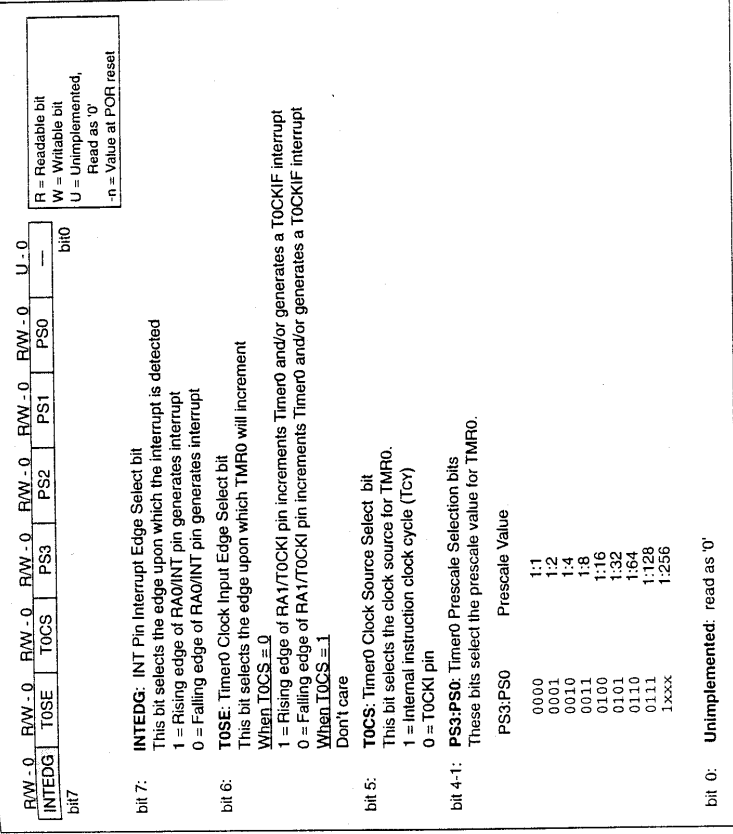 R/W - 0 R/W - 0 R/W - 0 R/W - 0 R/W - 0 R/W - 0 R/W - 0 U - 0
INTEDG T0SE T0CS PS3 PS2 PS1 PS0 —
bit7 bit0
R = Readable bit
W = Writable bit
U = Unimplemented,
Read as '0'
-n = Value at POR reset
bit 7: INTEDG: INT Pin Interrupt Edge Select bit
This bit selects the edge upon which the interrupt is detected
1 = Rising edge of RA0/INT pin generates interrupt
0 = Falling edge of RA0/INT pin generates interrupt
bit 6: T0SE: Timer0 Clock Input Edge Select bit
This bit selects the edge upon which TMR0 will increment
When T0CS = 0
1 = Rising edge of RA1/T0CKI pin increments Timer0 and/or generates a T0CKIF interrupt
0 = Falling edge of RA1/T0CKI pin increments Timer0 and/or generates a T0CKIF interrupt
When T0CS = 1
Don't care
bit 5: T0CS: Timer0 Clock Source Select bit
This bit selects the clock source for TMR0.
1 = Internal instruction clock cycle (TCY)
0 = T0CKI pin
bit 4-1: PS3:PS0: Timer0 Prescale Selection bits
These bits select the prescale value for TMR0.
PS3:PS0 Prescale Value
0000 1:1
0001 1:2
0010 1:4
0011 1:8
0100 1:16
0101 1:32
0110 1:64
0111 1:128
1xxx 1:256
bit 0: Unimplemented: read as '0'